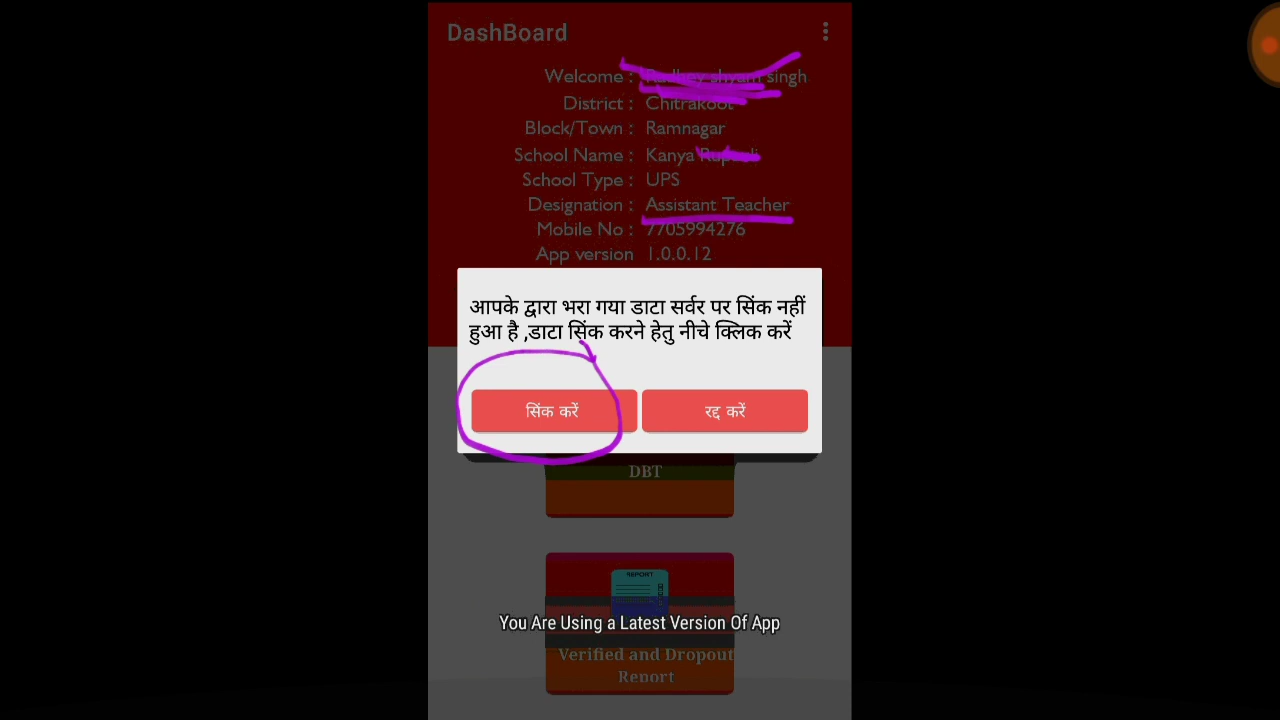 DashBoard
Welcome : singh
District : Chitrakoot
Block/Town : Ramnagar
School Name : Kanya
School Type : UPS
Designation : Assistant Teacher
Mobile No : 7705994276
App version 1.0.0.12
आपके द्वारा भरा गया डाटा सर्वर पर सिंक नहीं
हुआ है ,डाटा सिंक करने हेतु नीचे क्लिक करें
सिंक करें रद्द करें
DBT
REPORT
You Are Using a Latest Version Of App
Verified and Dropout
Report